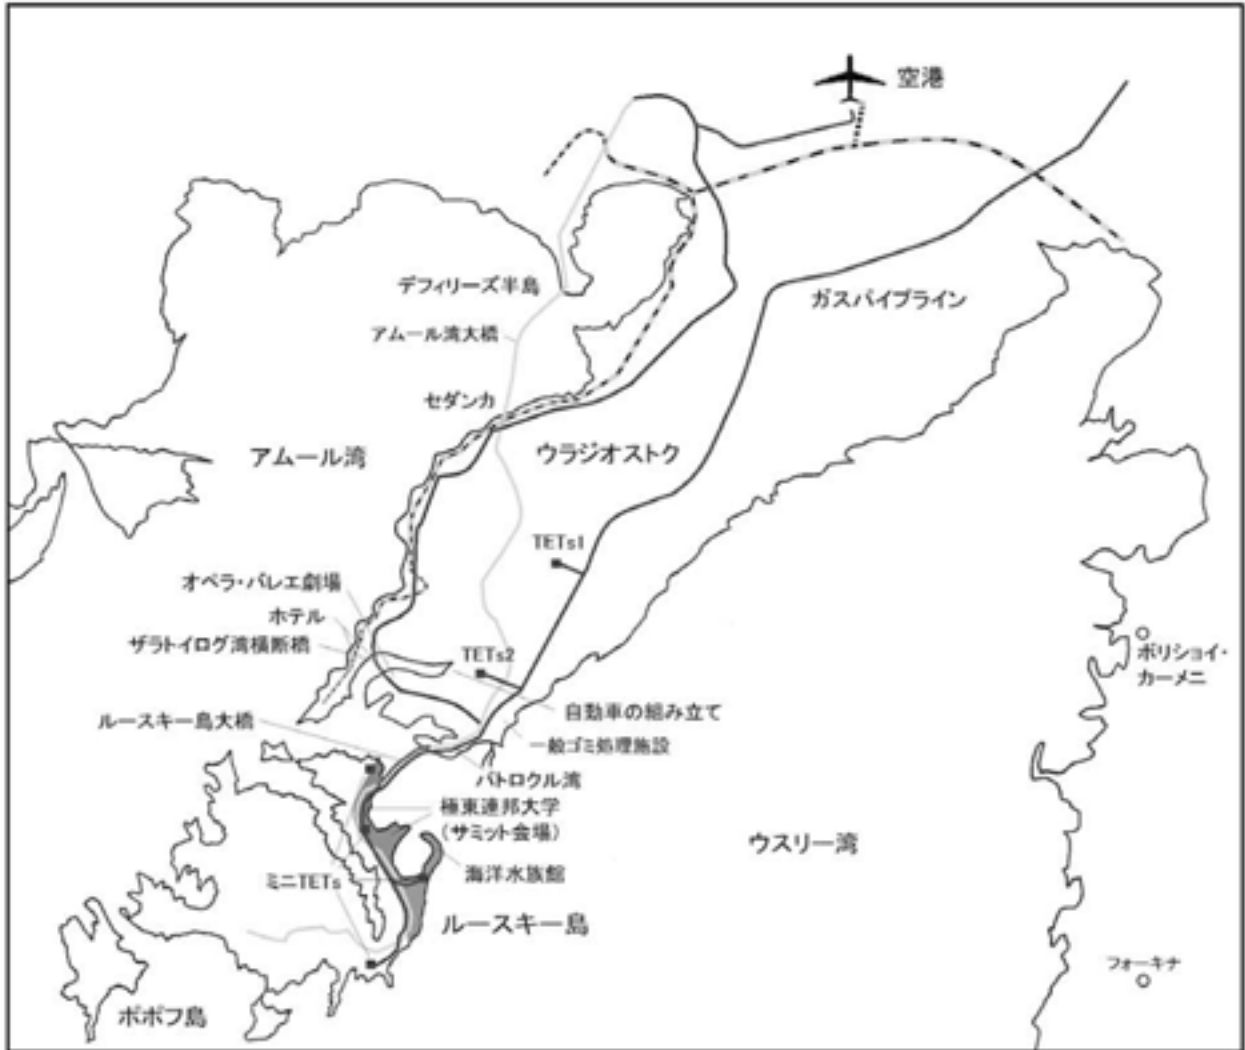 空港
デフィリーズ半島
ガスパイプライン
アムール湾大橋
セダンカ
アムール湾
ウラジオストク
TETs1
オペラ・バレエ劇場
ホテル
ザラトイログ湾横断橋
TETs2
ボリショイ・
カーメニ
ルースキー島大橋
自動車の組み立て
一般ゴミ処理施設
パトロクル湾
極東連邦大学
(サミット会場)
ウスリー湾
海洋水族館
ミニTETs
ルースキー島
フォーキナ
ポポフ島